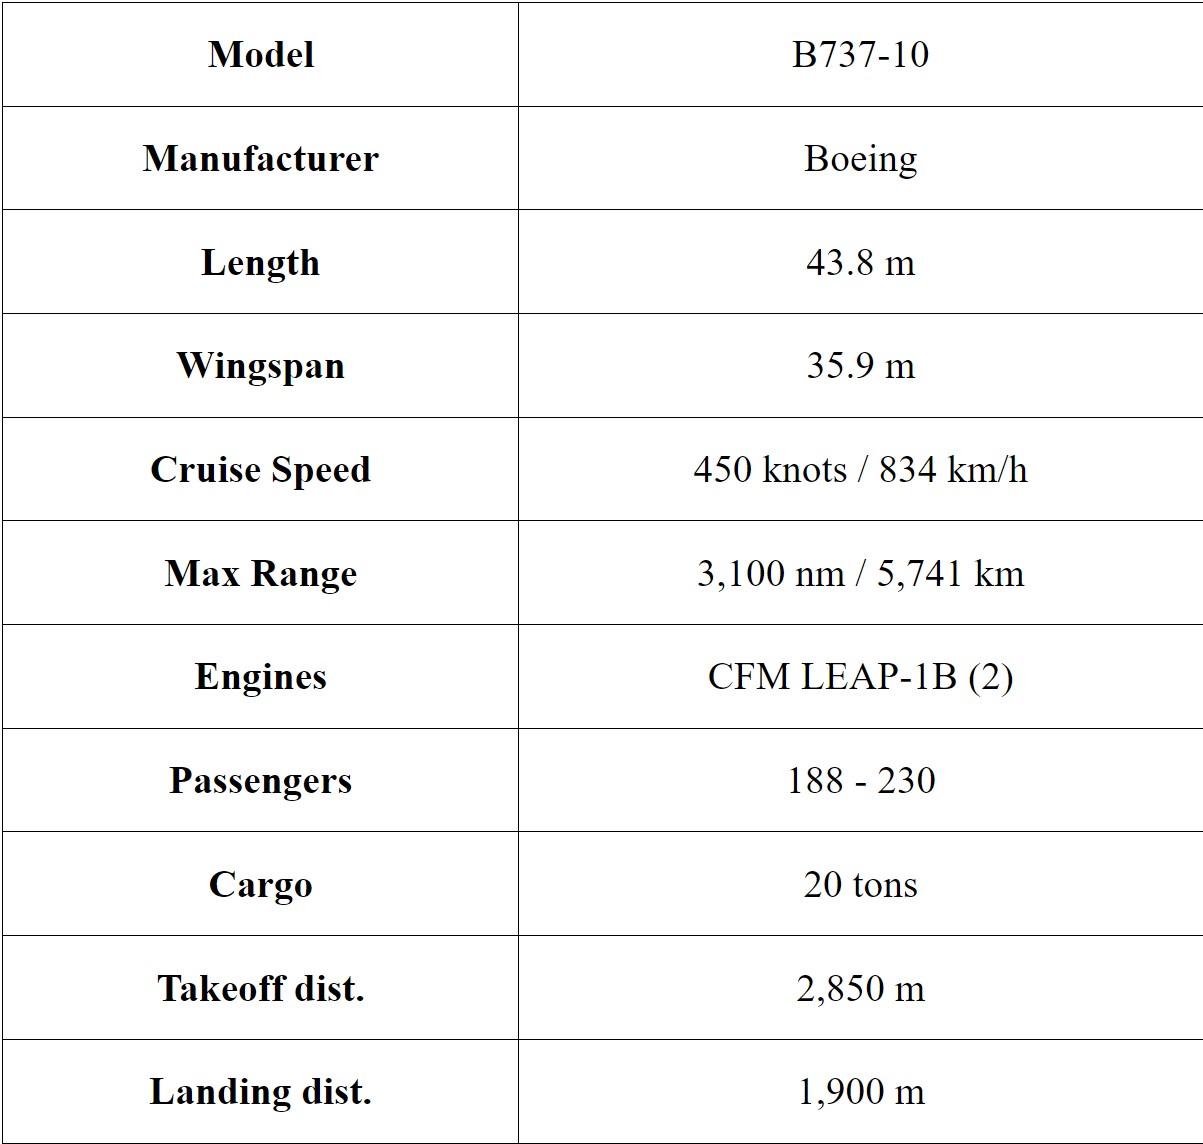 Model B737-10
Manufacturer Boeing
Length 43.8 m
Wingspan 35.9 m
Cruise Speed 450 knots / 834 km/h
Max Range 3,100 nm / 5,741 km
Engines CFM LEAP-1B (2)
Passengers 188 - 230
Cargo 20 tons
Takeoff dist. 2,850 m
Landing dist. 1,900 m